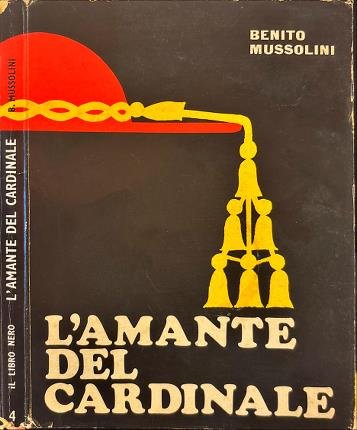 BENITO
MUSSOLINI
L'AMANTE
DEL
CARDINALE
B. MUSSOLINI
L'AMANTE DEL CARDINALE
iL LIBRO NERO
4